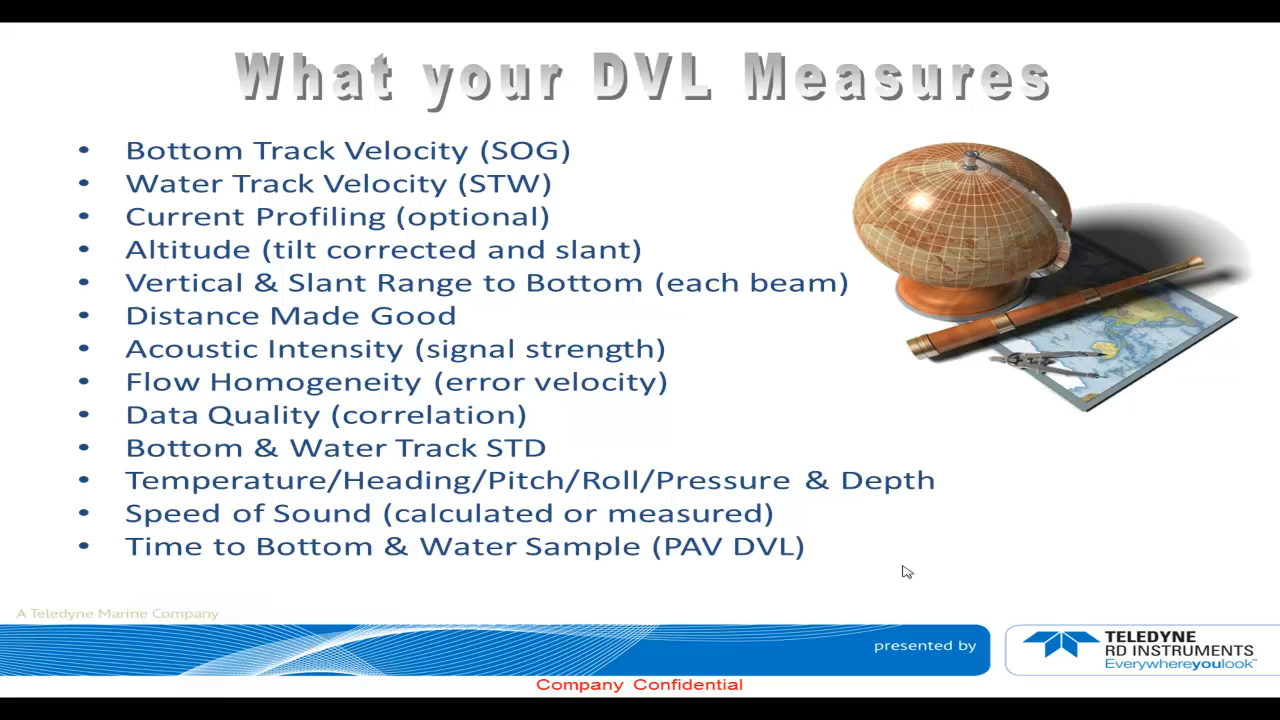 What your DVL Measures
• Bottom Track Velocity (SOG)
• Water Track Velocity (STW)
• Current Profiling (optional)
• Altitude (tilt corrected and slant)
• Vertical & Slant Range to Bottom (each beam)
• Distance Made Good
• Acoustic Intensity (signal strength)
• Flow Homogeneity (error velocity)
• Data Quality (correlation)
• Bottom & Water Track STD
• Temperature/Heading/Pitch/Roll/Pressure & Depth
• Speed of Sound (calculated or measured)
• Time to Bottom & Water Sample (PAV DVL)
A Teledyne Marine Company
presented by
TELEDYNE
RD INSTRUMENTS
Everywhereyoulook™
Company Confidential